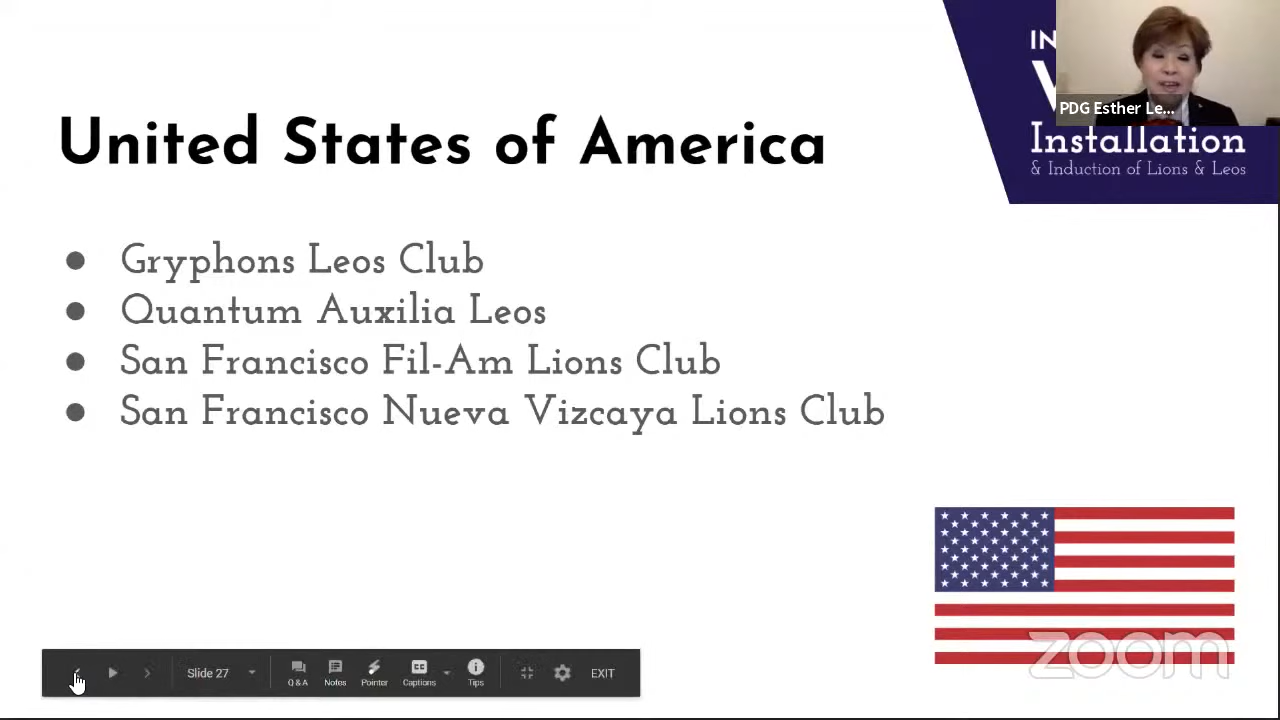 IN
PDG Esther Le...
Installation
& Induction of Lions & Leos
United States of America
● Gryphons Leos Club
● Quantum Auxilia Leos
● San Francisco Fil-Am Lions Club
● San Francisco Nueva Vizcaya Lions Club
zoom
Slide 27
Q & A
Notes
Pointer
Captions
Tips
EXIT